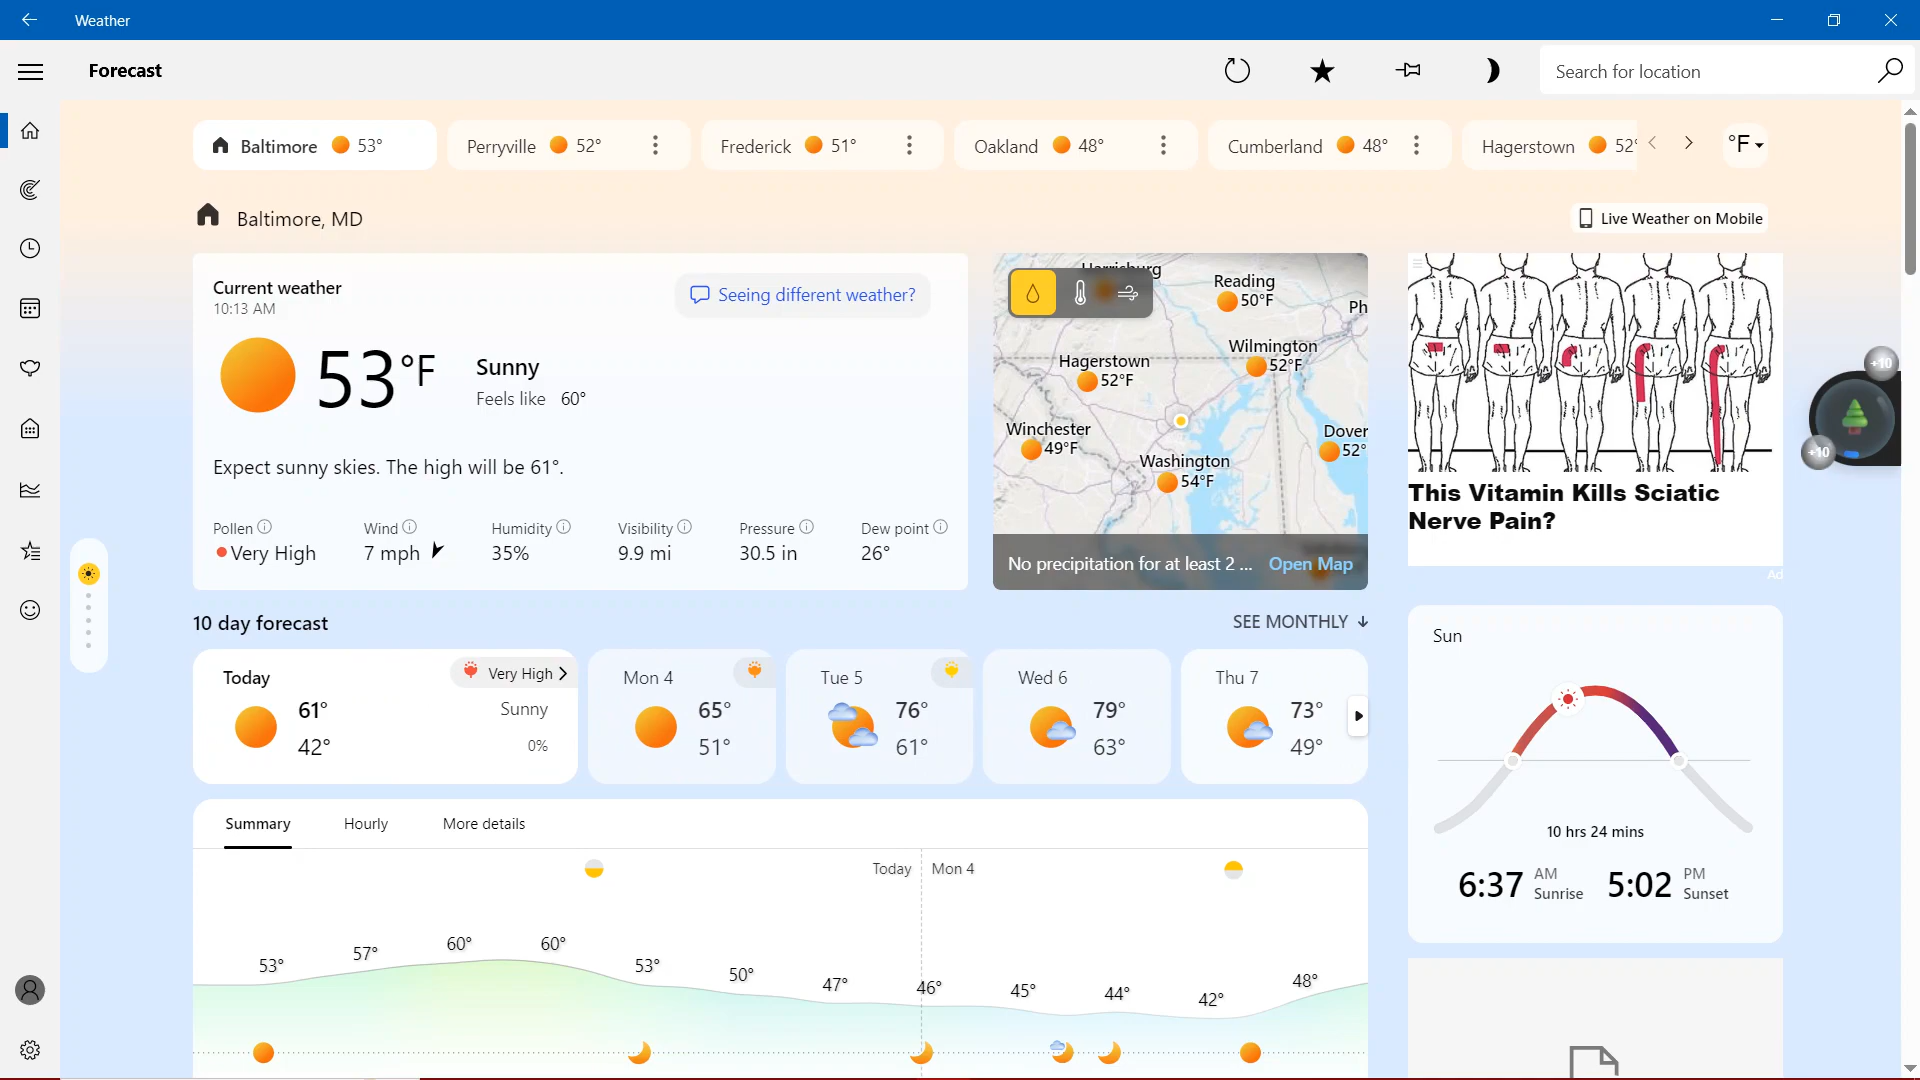 Weather
Forecast
Search for location
Baltimore 53°
Perryville 52°
Frederick 51°
Oakland 48°
Cumberland 48°
Hagerstown 52°
°F
Baltimore, MD
Live Weather on Mobile
Current weather
10:13 AM
Seeing different weather?
53°F
Sunny
Feels like 60°
Expect sunny skies. The high will be 61°.
Pollen
Very High
Wind
7 mph
Humidity
35%
Visibility
9.9 mi
Pressure
30.5 in
Dew point
26°
Harrisburg
Reading
50°F
Ph
Wilmington
52°F
Hagerstown
52°F
Winchester
49°F
Dover
52°
Washington
54°F
No precipitation for at least 2 ... Open Map
This Vitamin Kills Sciatic
Nerve Pain?
Ad
+10
+10
10 day forecast
SEE MONTHLY
Today
Very High
61°
Sunny
42°
0%
Mon 4
65°
51°
Tue 5
76°
61°
Wed 6
79°
63°
Thu 7
73°
49°
Sun
10 hrs 24 mins
6:37 AM
Sunrise
5:02 PM
Sunset
Summary Hourly More details
Today Mon 4
53° 57° 60° 60° 53° 50° 47° 46° 45° 44° 42° 48°